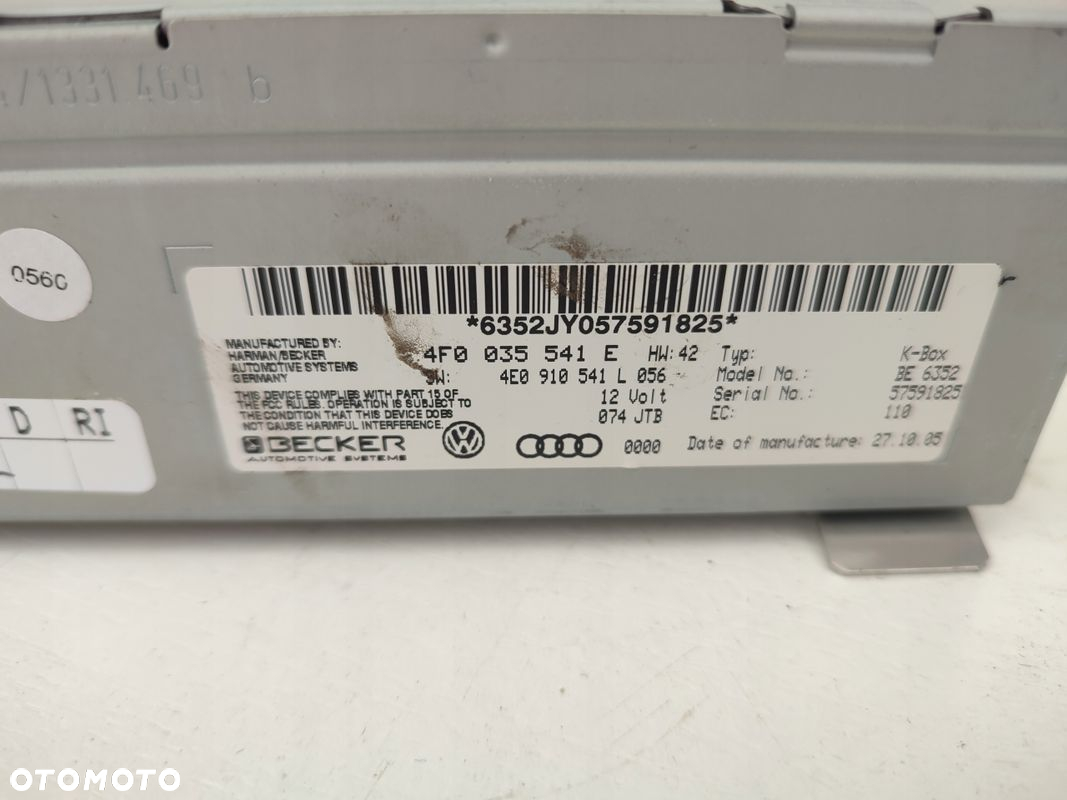 /1331.469 b
056C
D RI
*6352JY057591825*
MANUFACTURED BY:
HARMAN/BECKER
AUTOMOTIVE SYSTEMS
GERMANY
THIS DEVICE COMPLIES WITH PART 15 OF
THE FCC RULES. OPERATION IS SUBJECT TO
THE CONDITION THAT THIS DEVICE DOES
NOT CAUSE HARMFUL INTERFERENCE.
BECKER
AUTOMOTIVE SYSTEMS
4F0 035 541 E HW: 42
SW: 4E0 910 541 L 056
12 Volt
074 JTB
0000
Typ: K-Box
Model No.: BE 6352
Serial No.: 57591825
EC: 110
Date of manufacture: 27.10.05
OTOMOTO